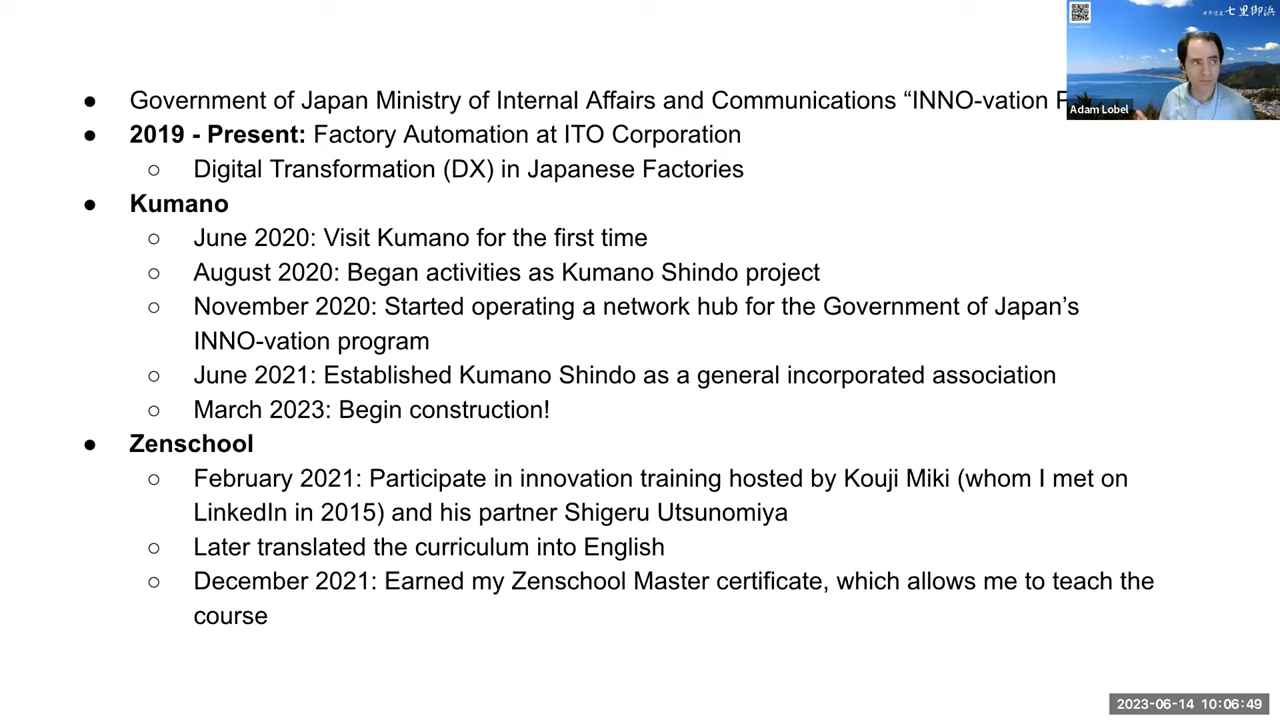 世界遺産 七里御浜
Adam Lobel
● Government of Japan Ministry of Internal Affairs and Communications “INNO-vation
● 2019 - Present: Factory Automation at ITO Corporation
○ Digital Transformation (DX) in Japanese Factories
● Kumano
○ June 2020: Visit Kumano for the first time
○ August 2020: Began activities as Kumano Shindo project
○ November 2020: Started operating a network hub for the Government of Japan’s
INNO-vation program
○ June 2021: Established Kumano Shindo as a general incorporated association
○ March 2023: Begin construction!
● Zenschool
○ February 2021: Participate in innovation training hosted by Kouji Miki (whom I met on
LinkedIn in 2015) and his partner Shigeru Utsunomiya
○ Later translated the curriculum into English
○ December 2021: Earned my Zenschool Master certificate, which allows me to teach the
course
2023-06-14 10:06:49